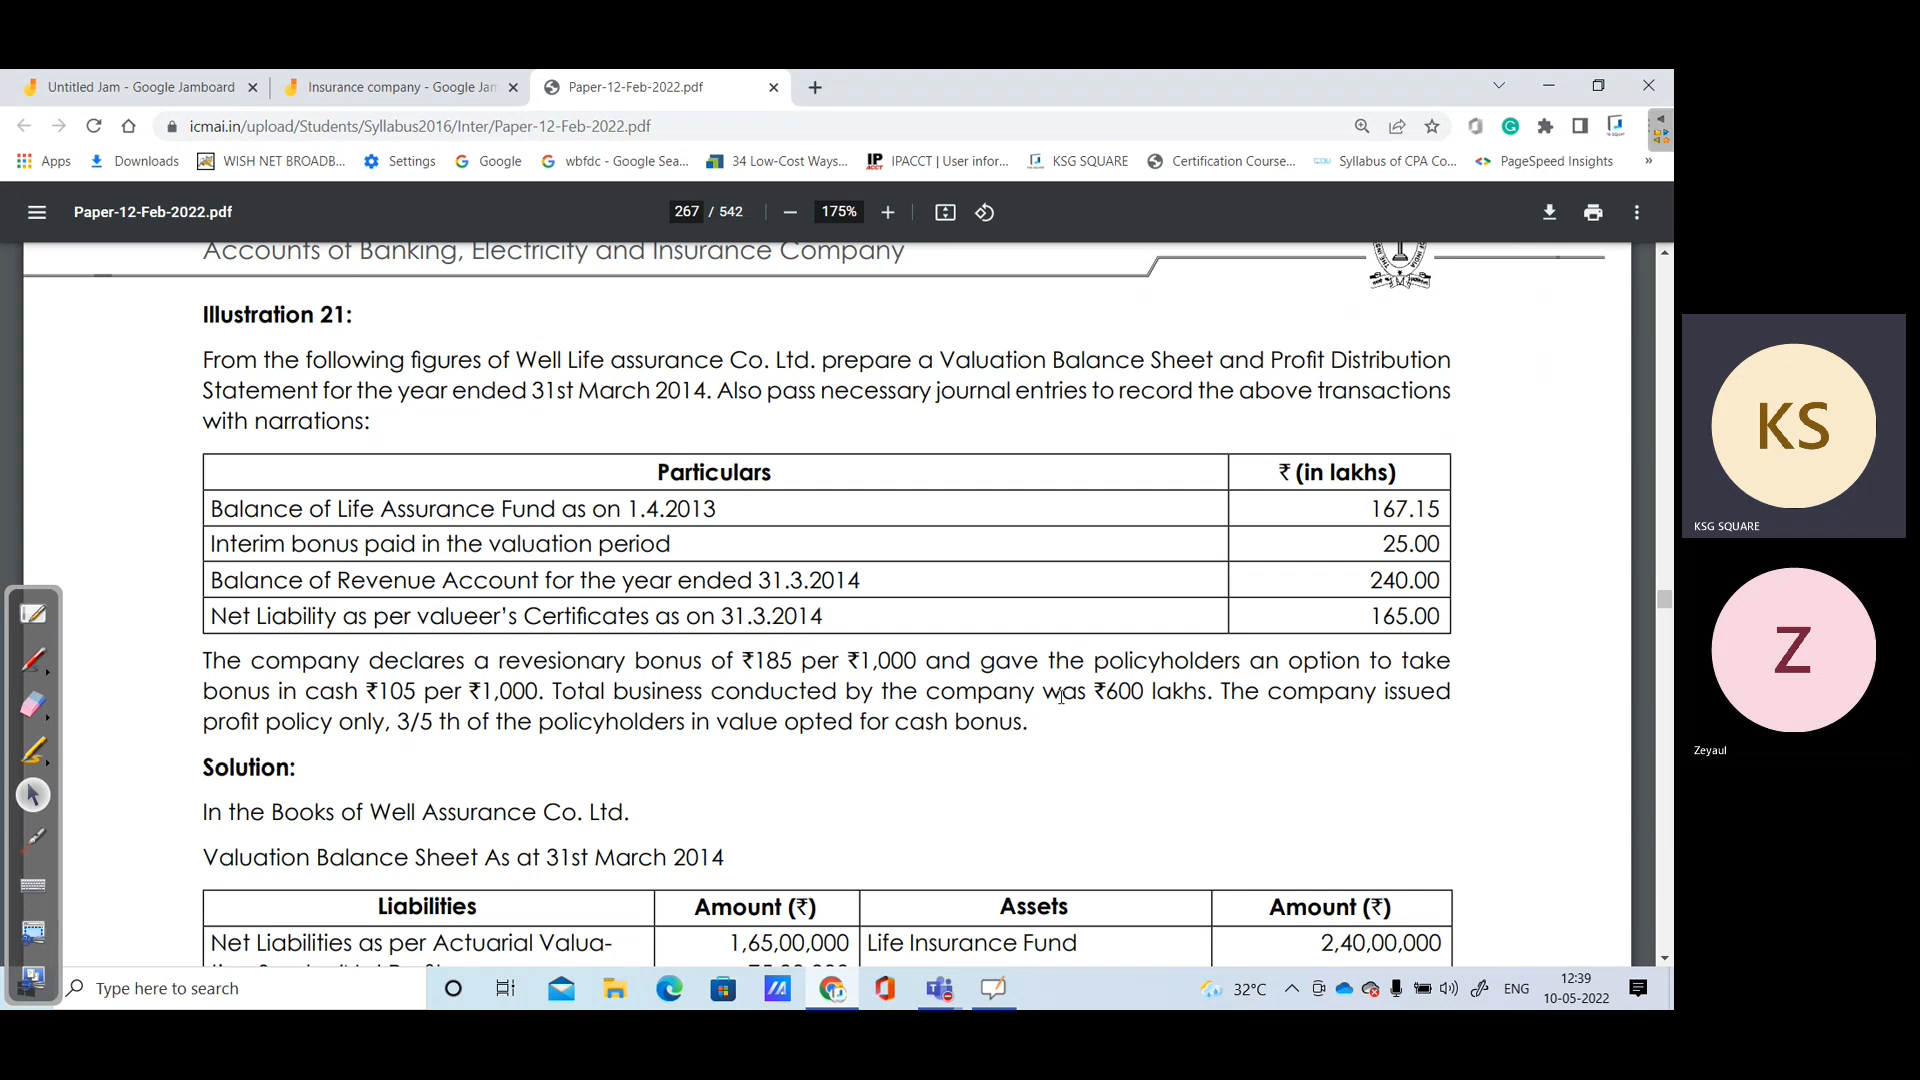 Untitled Jam - Google Jamboard
Insurance company - Google Jam
Paper-12-Feb-2022.pdf
icmai.in/upload/Students/Syllabus2016/Inter/Paper-12-Feb-2022.pdf
Apps
Downloads
WISH NET BROADB...
Settings
Google
wbfdc - Google Sea...
34 Low-Cost Ways...
IPACCT | User infor...
KSG SQUARE
Certification Course...
Syllabus of CPA Co...
PageSpeed Insights
»
Paper-12-Feb-2022.pdf
267 / 542
175%
Accounts of Banking, Electricity and Insurance Company
Illustration 21:
From the following figures of Well Life assurance Co. Ltd. prepare a Valuation Balance Sheet and Profit Distribution
Statement for the year ended 31st March 2014. Also pass necessary journal entries to record the above transactions
with narrations:
Particulars ₹ (in lakhs)
Balance of Life Assurance Fund as on 1.4.2013 167.15
Interim bonus paid in the valuation period 25.00
Balance of Revenue Account for the year ended 31.3.2014 240.00
Net Liability as per valueer's Certificates as on 31.3.2014 165.00
The company declares a revesionary bonus of ₹185 per ₹1,000 and gave the policyholders an option to take
bonus in cash ₹105 per ₹1,000. Total business conducted by the company was ₹600 lakhs. The company issued
profit policy only, 3/5 th of the policyholders in value opted for cash bonus.
Solution:
In the Books of Well Assurance Co. Ltd.
Valuation Balance Sheet As at 31st March 2014
Liabilities Amount (₹) Assets Amount (₹)
Net Liabilities as per Actuarial Valua- 1,65,00,000 Life Insurance Fund 2,40,00,000
KS
KSG SQUARE
Z
Zeyaul
Type here to search
32°C
ENG
12:39
10-05-2022